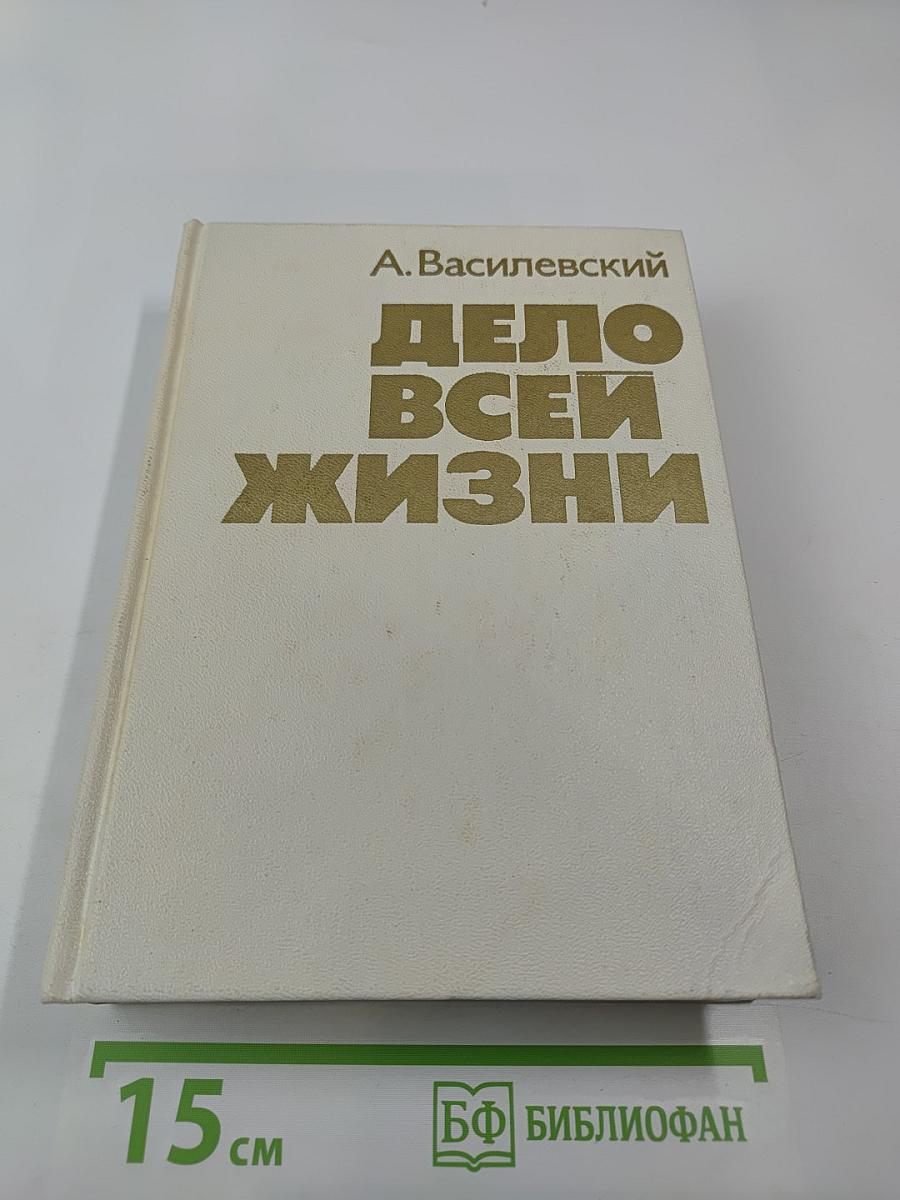 А. Василевский
ДЕЛО
ВСЕЙ
ЖИЗНИ
15 см
БФ БИБЛИОФАН